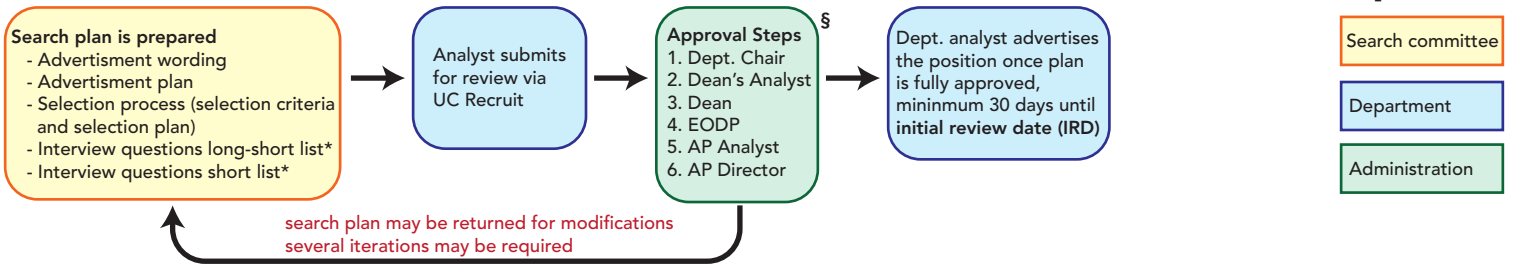 Search plan is prepared
- Advertisment wording
- Advertisment plan
- Selection process (selection criteria
and selection plan)
- Interview questions long-short list*
- Interview questions short list*
Analyst submits
for review via
UC Recruit
§
Approval Steps
1. Dept. Chair
2. Dean's Analyst
3. Dean
4. EODP
5. AP Analyst
6. AP Director
Dept. analyst advertises
the position once plan
is fully approved,
mininmum 30 days until
initial review date (IRD)
search plan may be returned for modifications
several iterations may be required
Search committee
Department
Administration